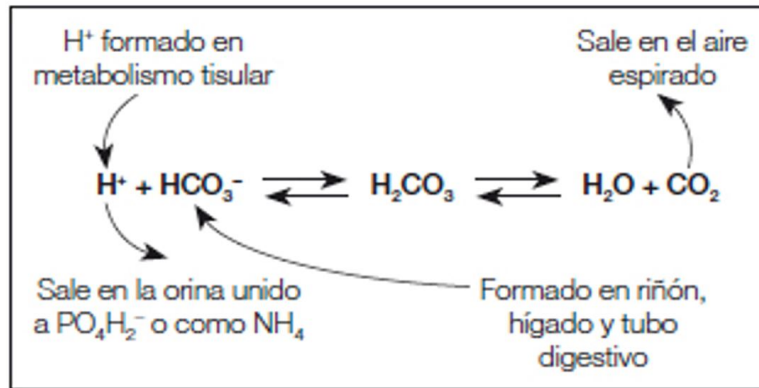 H⁺ formado en
metabolismo tisular
Sale en el aire
espirado
H⁺ + HCO₃⁻ ⇌ H₂CO₃ ⇌ H₂O + CO₂
Sale en la orina unido
a PO₄H₂⁻ o como NH₄
Formado en riñón,
hígado y tubo
digestivo